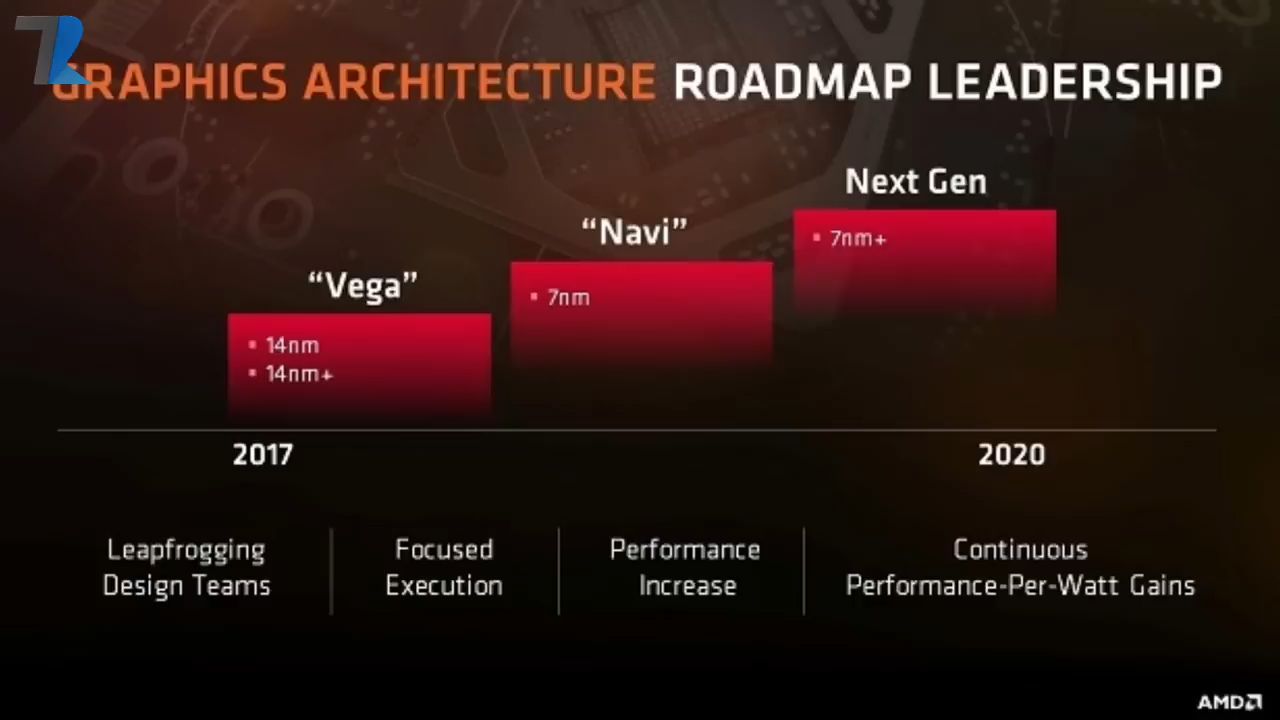 GRAPHICS ARCHITECTURE ROADMAP LEADERSHIP
Next Gen
▪ 7nm+
“Navi”
▪ 7nm
“Vega”
▪ 14nm
▪ 14nm+
2017
2020
Leapfrogging
Design Teams
Focused
Execution
Performance
Increase
Continuous
Performance-Per-Watt Gains
AMD